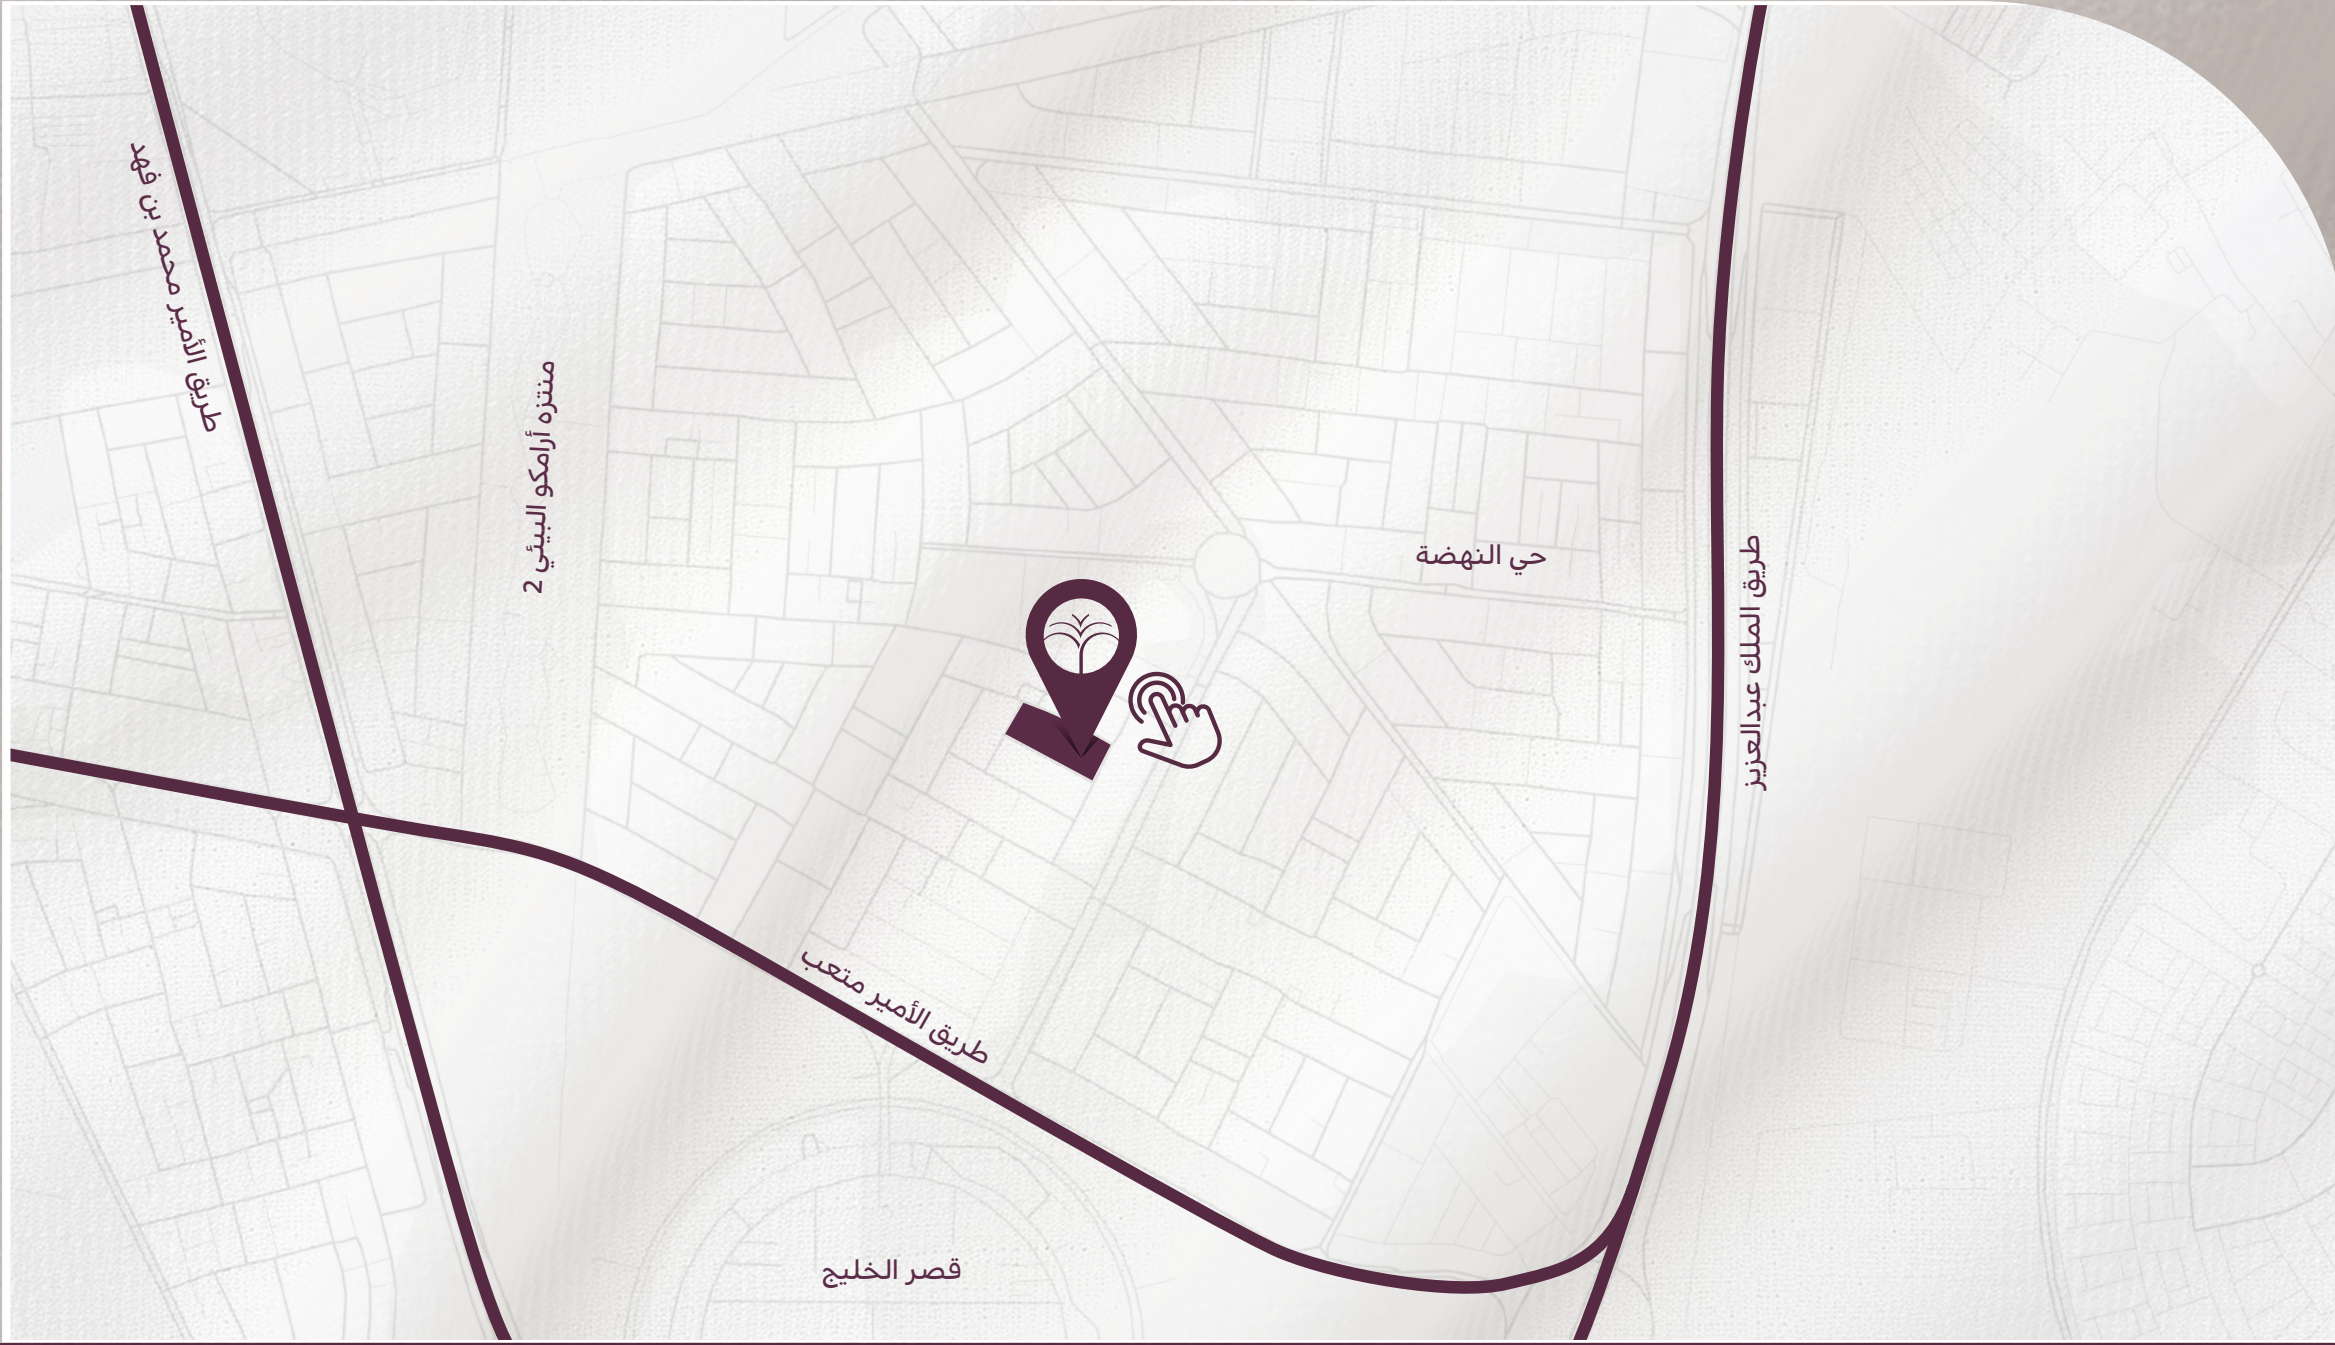 طريق الأمير محمد بن فهد
منتزه أرامكو البيئي 2
حي النهضة
طريق الملك عبدالعزيز
طريق الأمير متعب
قصر الخليج